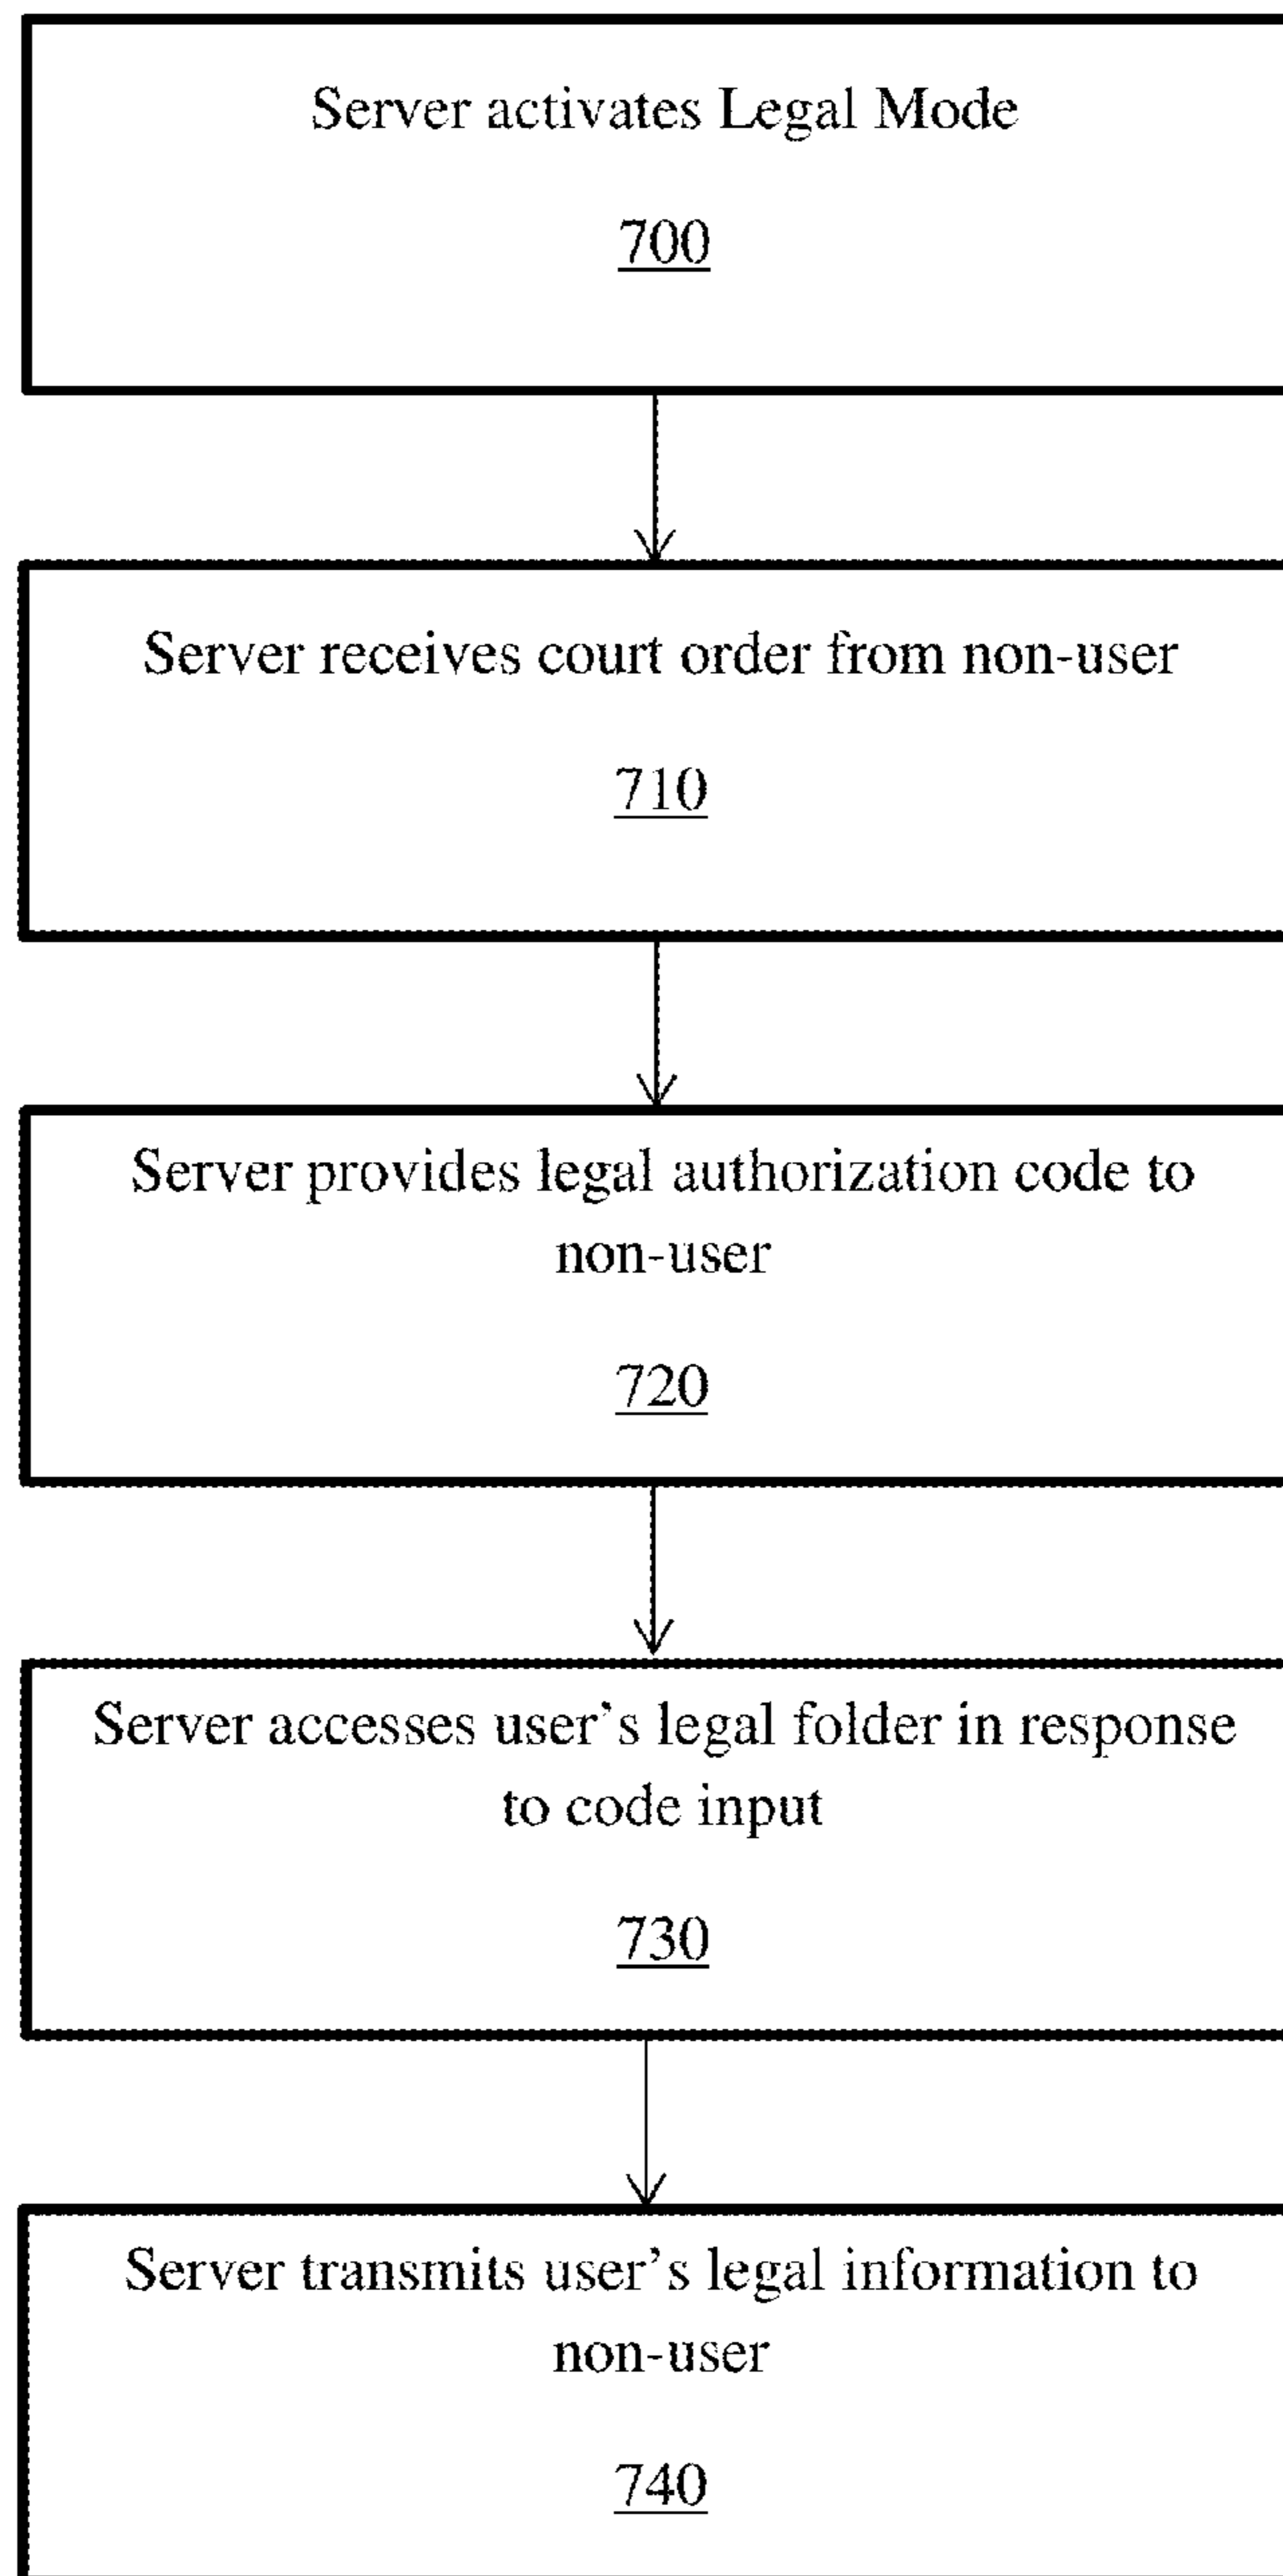 Server activates Legal Mode
700
Server receives court order from non-user
710
Server provides legal authorization code to
non-user
720
Server accesses user’s legal folder in response
to code input
730
Server transmits user’s legal information to
non-user
740